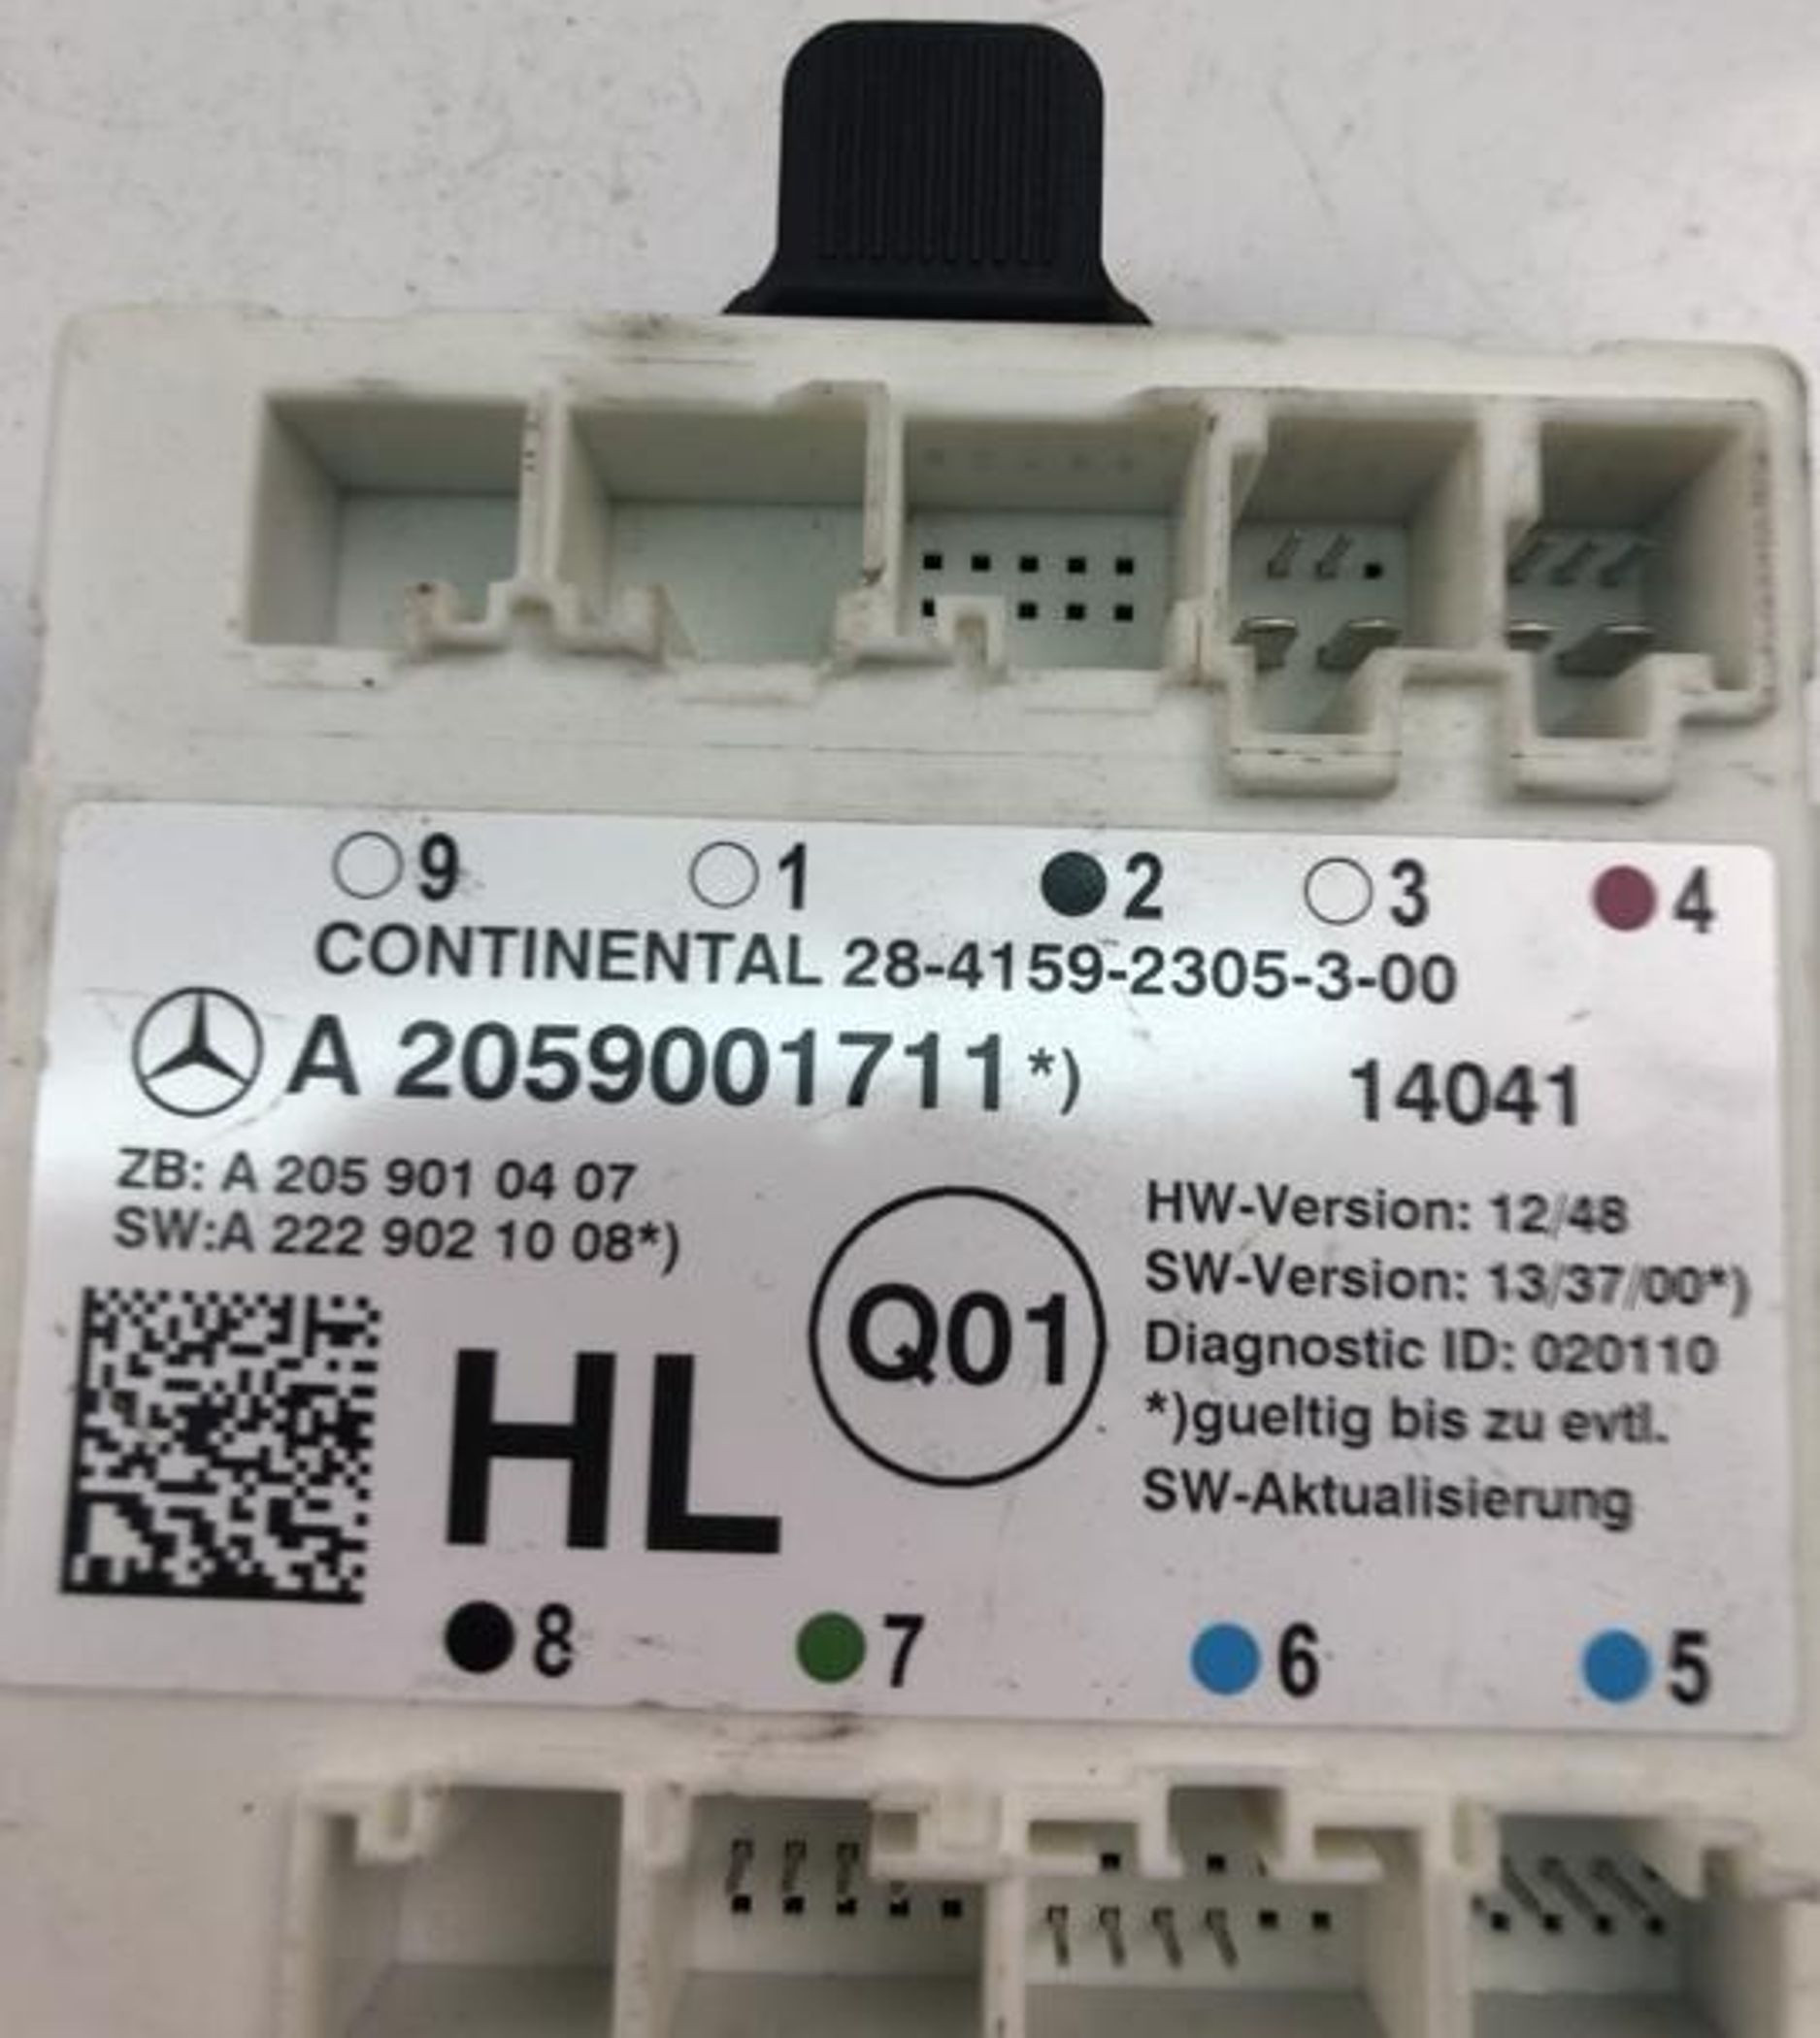 9 1 2 3 4
CONTINENTAL 28-4159-2305-3-00
A 2059001711*) 14041
ZB: A 205 901 04 07
SW:A 222 902 10 08*)
HL
Q01
HW-Version: 12/48
SW-Version: 13/37/00*)
Diagnostic ID: 020110
*)gueltig bis zu evtl.
SW-Aktualisierung
8 7 6 5